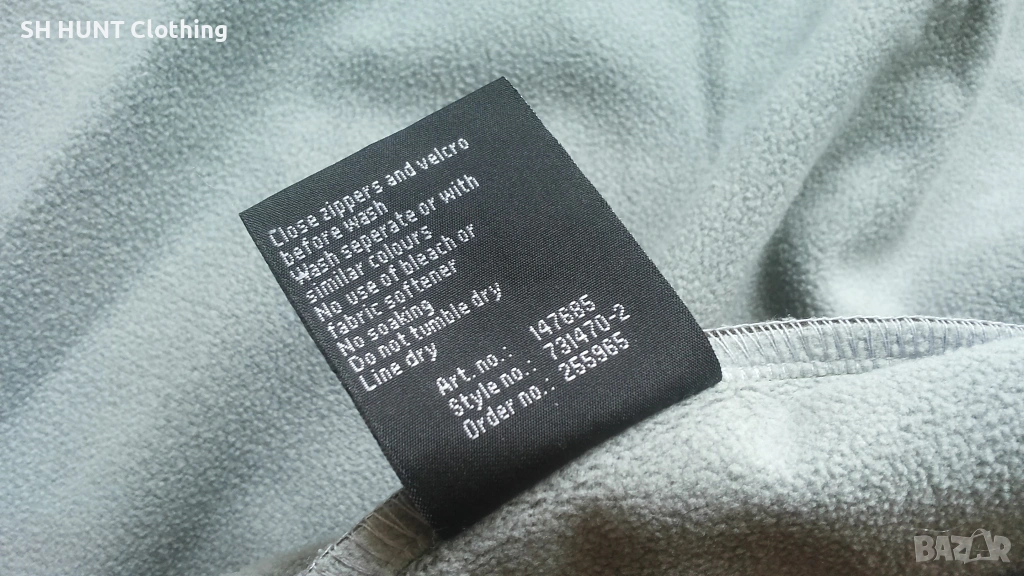 SH HUNT Clothing
Close zippers and velcro
before wash
Wash seperate or with
similar colours
No use of bleach or
fabric softener
No soaking
Do not tumble dry
Line dry
Art. no.: 147685
Style no.: 731470-2
Order no.: 255965
BAZAR